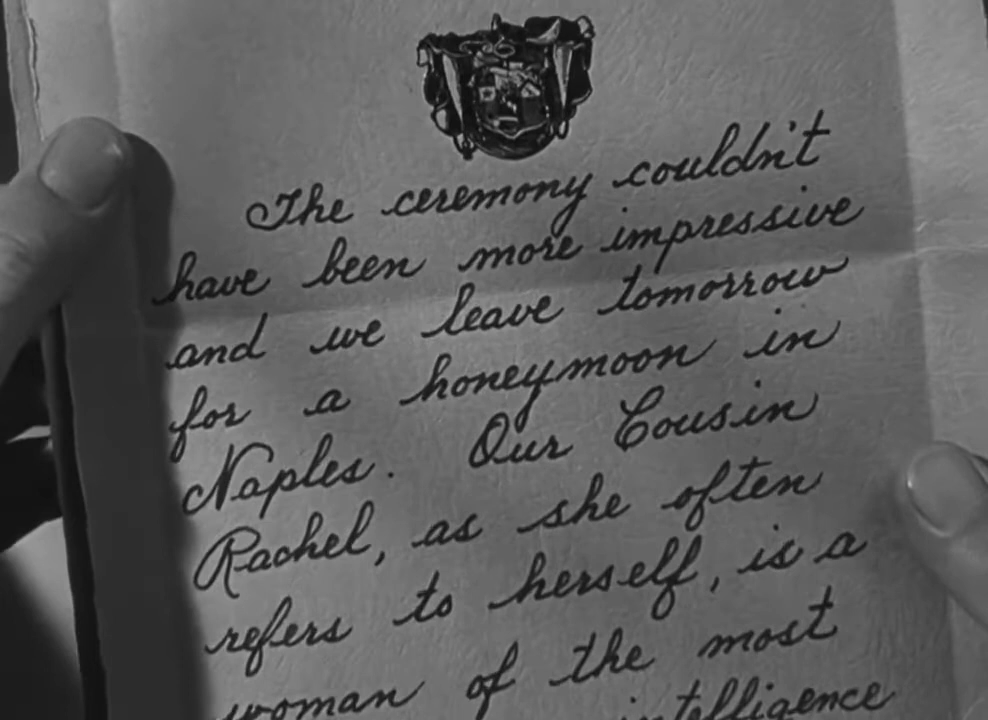 The ceremony couldn't
have been more impressive
and we leave tomorrow
for a honeymoon in
Naples. Our Cousin
Rachel, as she often
refers to herself, is a
woman of the most
intelligence